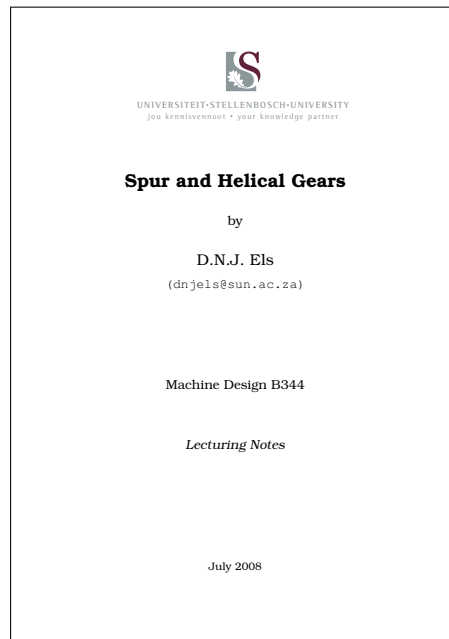 S
UNIVERSITEIT•STELLENBOSCH•UNIVERSITY
jou kennisvennoot • your knowledge partner
Spur and Helical Gears
by
D.N.J. Els
(dnjels@sun.ac.za)
Machine Design B344
Lecturing Notes
July 2008